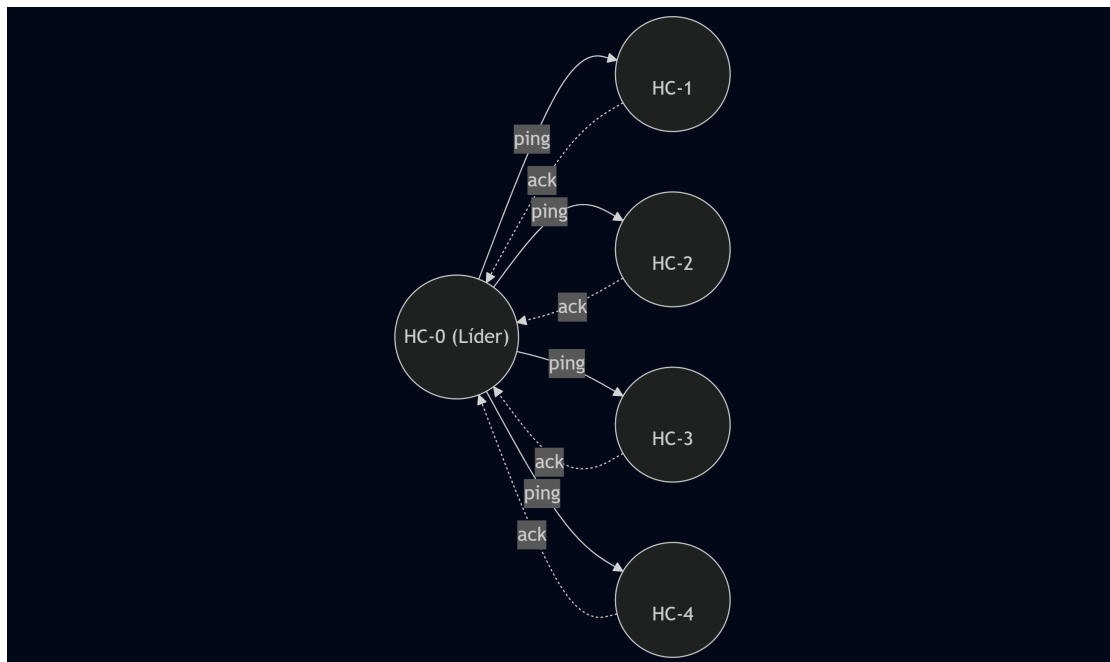 HC-1
ping
ack
ping
HC-2
ack
HC-0 (Líder)
ping
HC-3
ack
ping
ack
HC-4